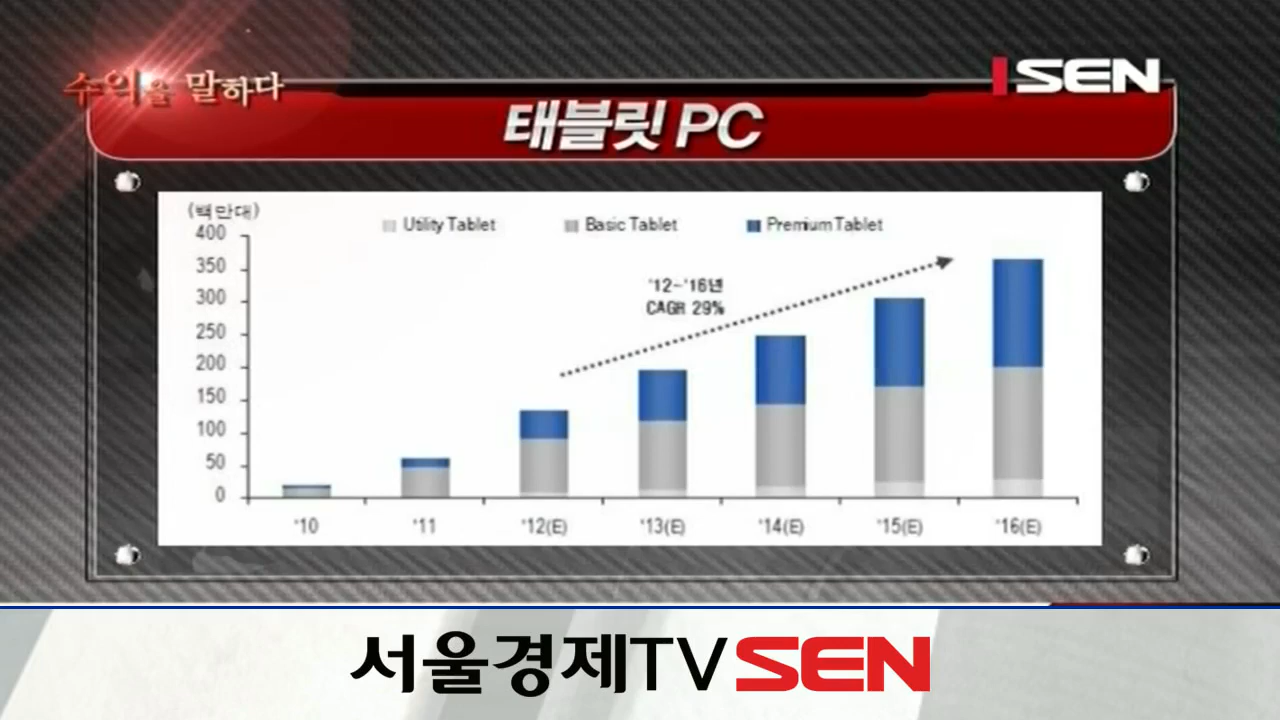 수익을 말하다
SEN
태블릿 PC
(백만대)
Utility Tablet
Basic Tablet
Premium Tablet
400
350
300
250
200
150
100
50
0
'12~'16년
CAGR 29%
'10
'11
'12(E)
'13(E)
'14(E)
'15(E)
'16(E)
서울경제TV SEN